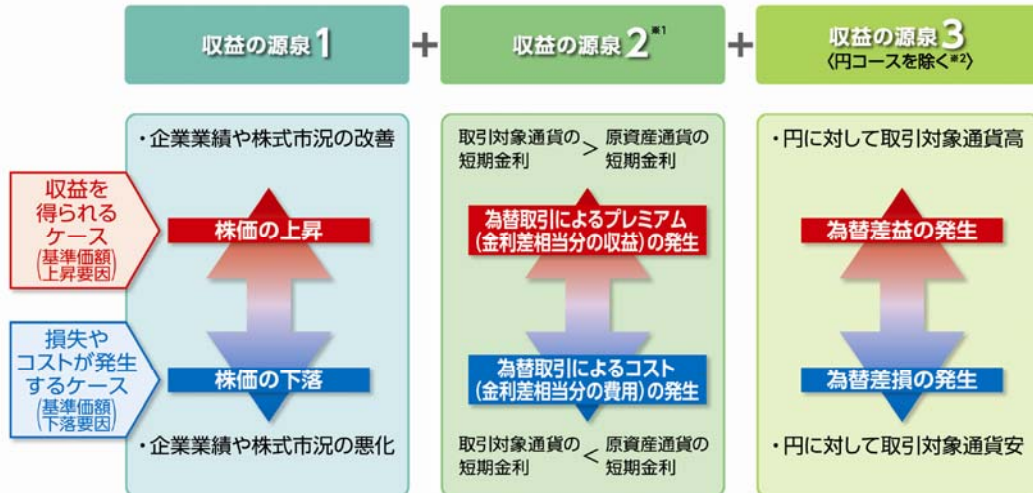 収益の源泉1
+
収益の源泉2※1
+
収益の源泉3
〈円コースを除く※2〉
収益を
得られる
ケース
(基準価額
上昇要因)
損失や
コストが発生
するケース
(基準価額
下落要因)
・企業業績や株式市況の改善
株価の上昇
株価の下落
・企業業績や株式市況の悪化
取引対象通貨の
短期金利
>
原資産通貨の
短期金利
為替取引によるプレミアム
(金利差相当分の収益)の発生
為替取引によるコスト
(金利差相当分の費用)の発生
取引対象通貨の
短期金利
<
原資産通貨の
短期金利
・円に対して取引対象通貨高
為替差益の発生
為替差損の発生
・円に対して取引対象通貨安